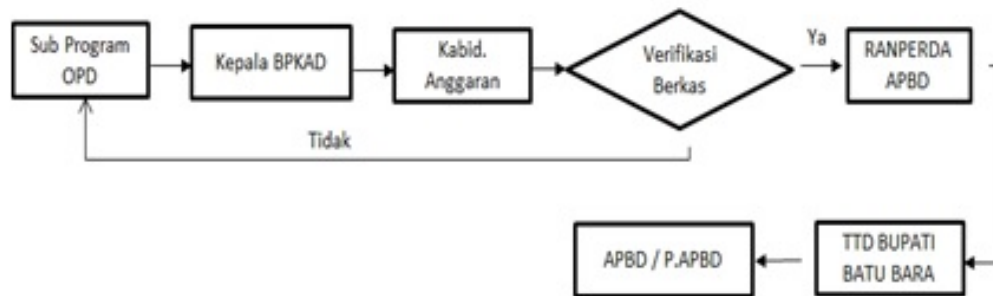 Sub Program
OPD
Kepala BPKAD
Kabid.
Anggaran
Verifikasi
Berkas
Ya
RANPERDA
APBD
Tidak
APBD / P.APBD
TTD BUPATI
BATU BARA